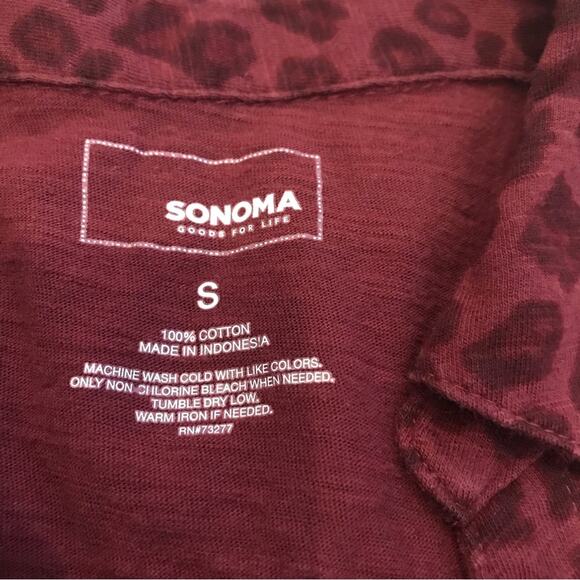 SONOMA
GOODS FOR LIFE
S
100% COTTON
MADE IN INDONESIA
MACHINE WASH COLD WITH LIKE COLORS.
ONLY NON CHLORINE BLEACH WHEN NEEDED.
TUMBLE DRY LOW.
WARM IRON IF NEEDED.
RN#73277